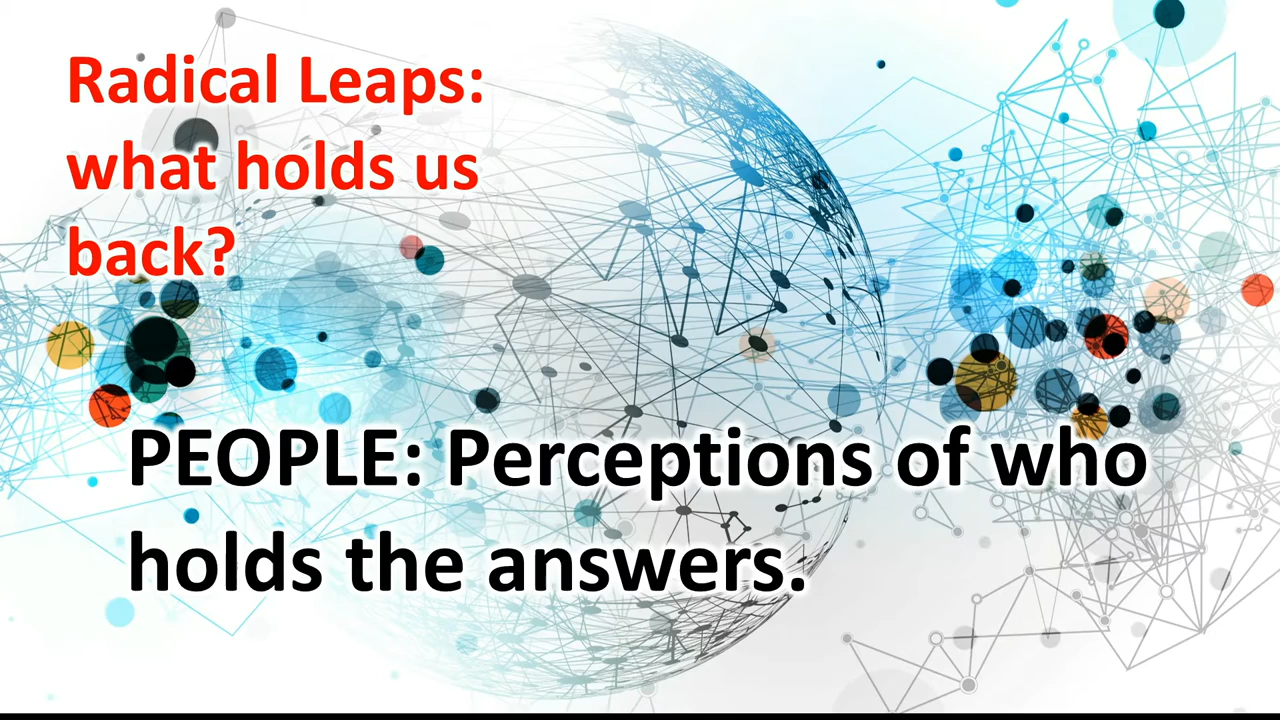 Radical Leaps:
what holds us
back?
PEOPLE: Perceptions of who
holds the answers.